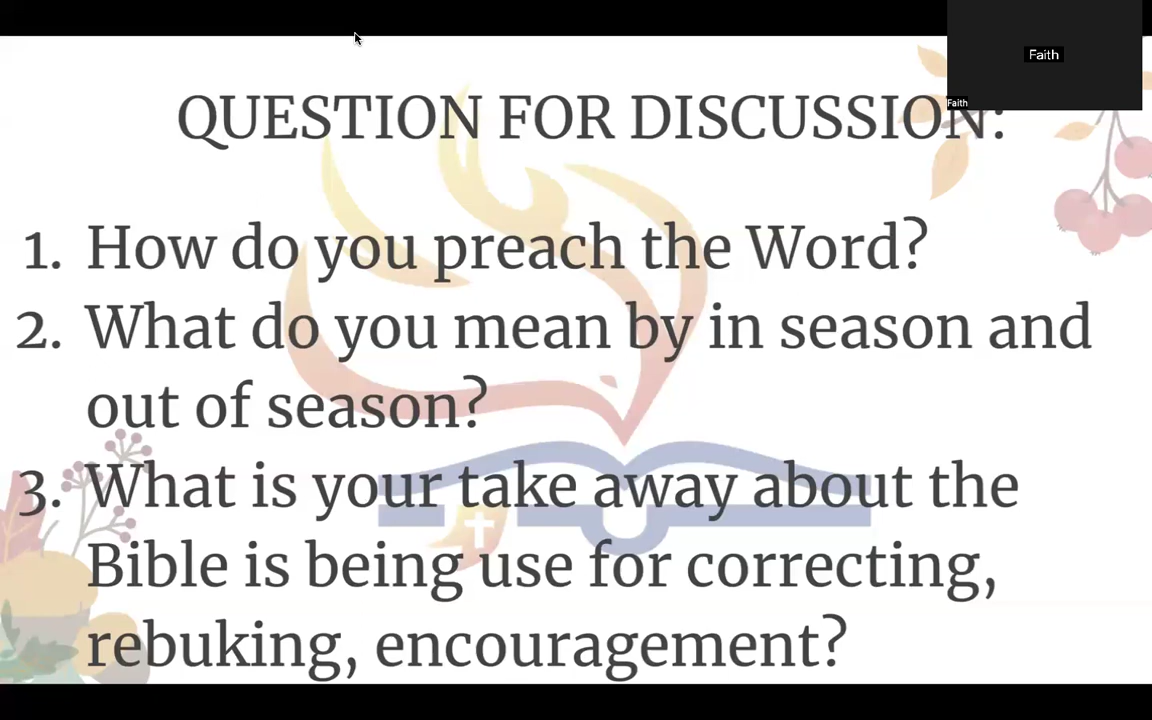 Faith
Faith
QUESTION FOR DISCUSSION:
1. How do you preach the Word?
2. What do you mean by in season and
out of season?
3. What is your take away about the
Bible is being use for correcting,
rebuking, encouragement?